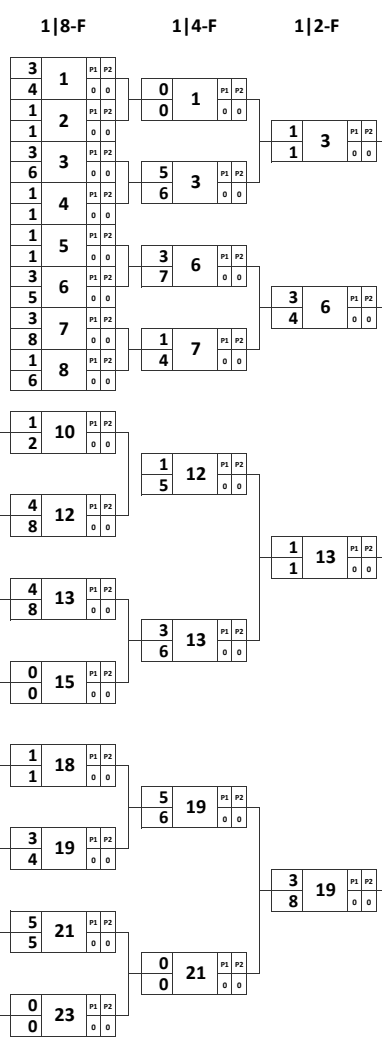 1|8-F 1|4-F 1|2-F
3 1 P1 P2
4 0 0
1 2 P1 P2
1 0 0
3 3 P1 P2
6 0 0
1 4 P1 P2
1 0 0
1 5 P1 P2
1 0 0
3 6 P1 P2
5 0 0
3 7 P1 P2
8 0 0
1 8 P1 P2
6 0 0
1 10 P1 P2
2 0 0
4 12 P1 P2
8 0 0
4 13 P1 P2
8 0 0
0 15 P1 P2
0 0 0
1 18 P1 P2
1 0 0
3 19 P1 P2
4 0 0
5 21 P1 P2
5 0 0
0 23 P1 P2
0 0 0
0 1 P1 P2
0 0 0
5 3 P1 P2
6 0 0
3 6 P1 P2
7 0 0
1 7 P1 P2
4 0 0
1 12 P1 P2
5 0 0
3 13 P1 P2
6 0 0
5 19 P1 P2
6 0 0
0 21 P1 P2
0 0 0
1 3 P1 P2
1 0 0
3 6 P1 P2
4 0 0
1 13 P1 P2
1 0 0
3 19 P1 P2
8 0 0